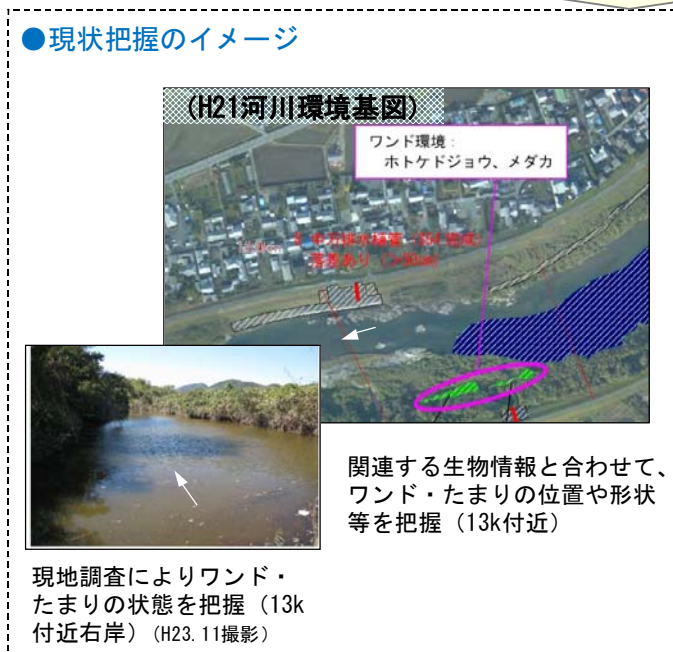 ●現状把握のイメージ
(H21河川環境基図)
ワンド環境：
ホトケドジョウ、メダカ
落差あり
関連する生物情報と合わせて、
ワンド・たまりの位置や形状
等を把握（13k付近）
現地調査によりワンド・
たまりの状態を把握（13k
付近右岸）（H23.11撮影）